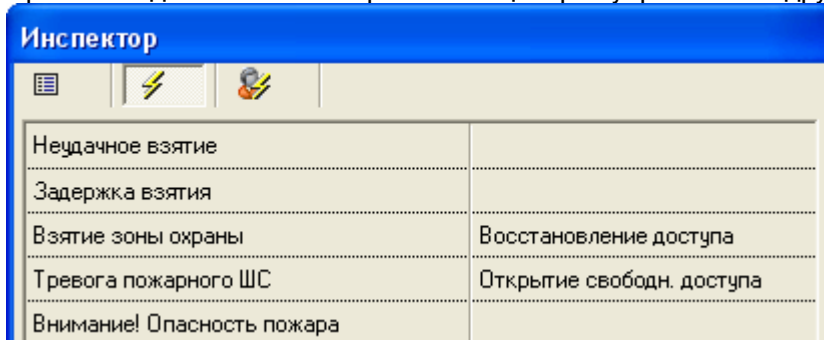 Инспектор
Неудачное взятие
Задержка взятия
Взятие зоны охраны Восстановление доступа
Тревога пожарного ШС Открытие свободн. доступа
Внимание! Опасность пожара